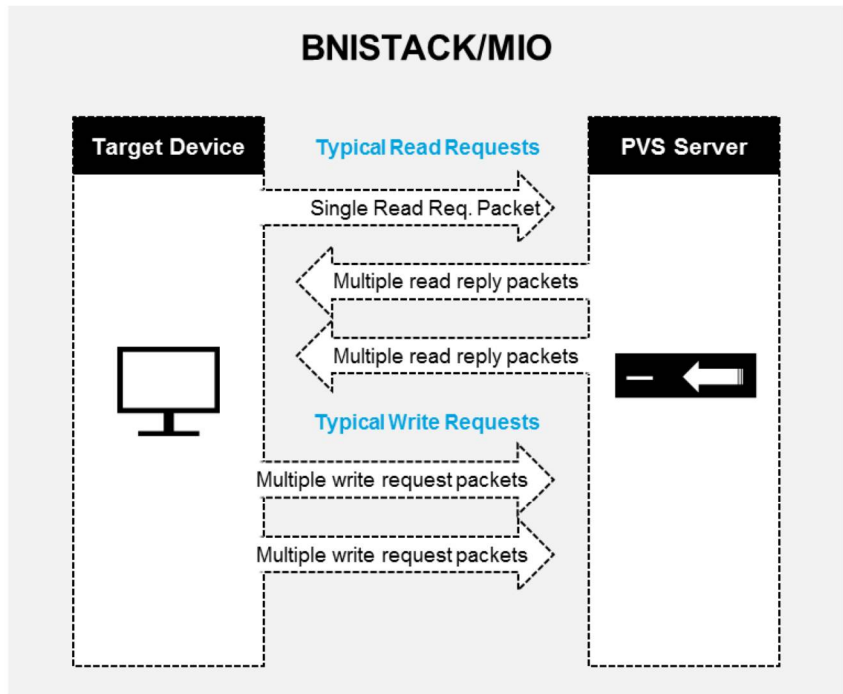 BNISTACK/MIO
Target Device
Typical Read Requests
PVS Server
Single Read Req. Packet
Multiple read reply packets
Multiple read reply packets
Typical Write Requests
Multiple write request packets
Multiple write request packets